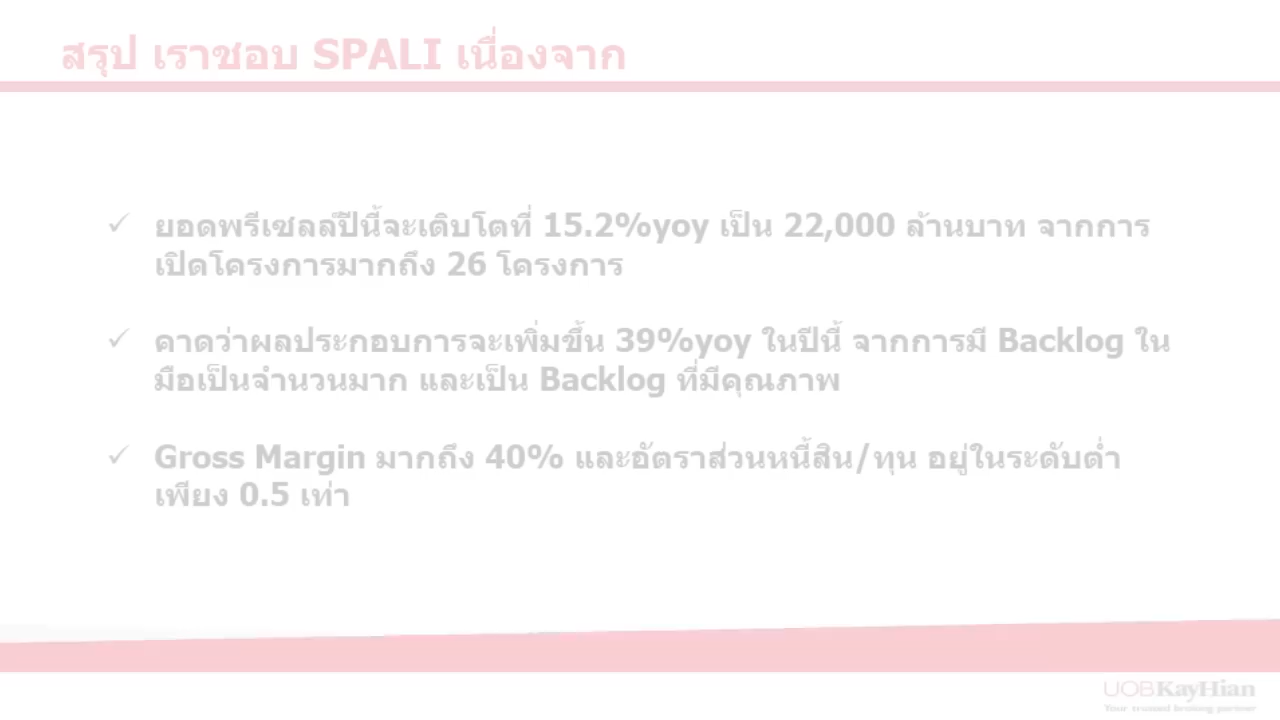 สรุป เราชอบ SPALI เนื่องจาก
✓ ยอดพรีเซลล์ปีนี้จะเติบโตที่ 15.2%yoy เป็น 22,000 ล้านบาท จากการ
เปิดโครงการมากถึง 26 โครงการ
✓ คาดว่าผลประกอบการจะเพิ่มขึ้น 39%yoy ในปีนี้ จากการมี Backlog ใน
มือเป็นจำนวนมาก และเป็น Backlog ที่มีคุณภาพ
✓ Gross Margin มากถึง 40% และอัตราส่วนหนี้สิน/ทุน อยู่ในระดับต่ำ
เพียง 0.5 เท่า
UOBKayHian
Your trusted broking partner